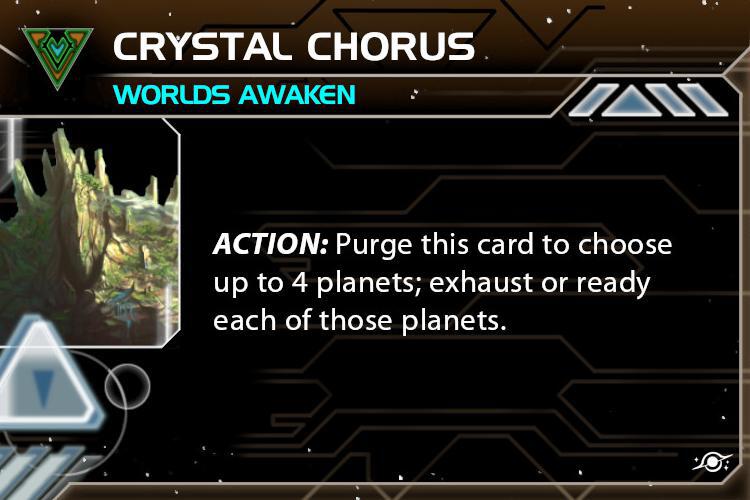 CRYSTAL CHORUS
WORLDS AWAKEN
ACTION: Purge this card to choose
up to 4 planets; exhaust or ready
each of those planets.